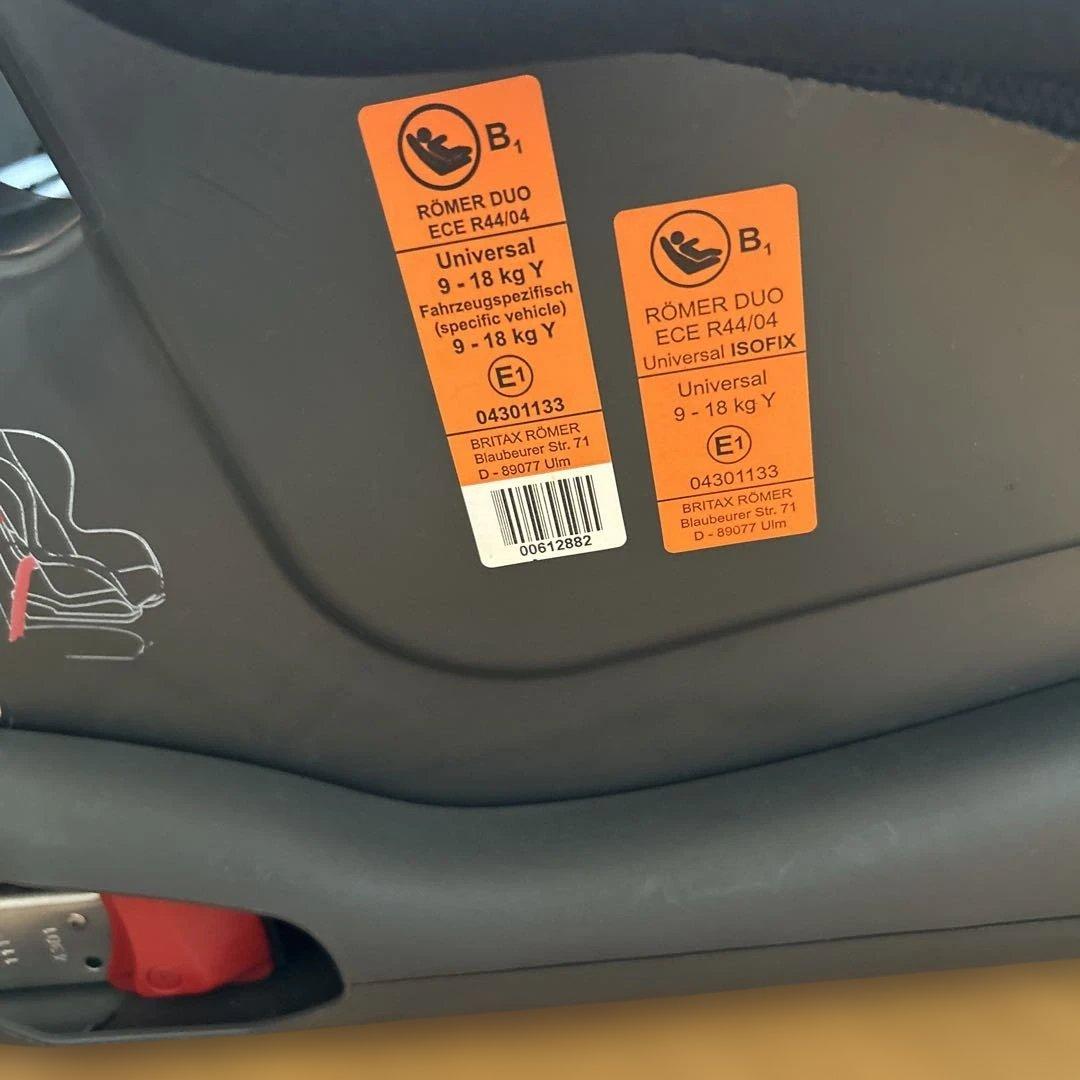 B1
RÖMER DUO
ECE R44/04
Universal
9 - 18 kg Y
Fahrzeugspezifisch
(specific vehicle)
9 - 18 kg Y
E1
04301133
BRITAX RÖMER
Blaubeurer Str. 71
D - 89077 Ulm
00612882
B1
RÖMER DUO
ECE R44/04
Universal ISOFIX
Universal
9 - 18 kg Y
E1
04301133
BRITAX RÖMER
Blaubeurer Str. 71
D - 89077 Ulm